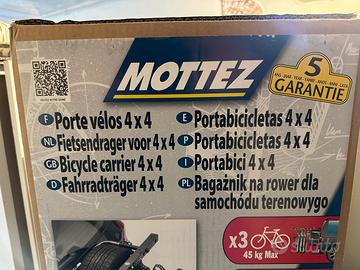 MOTTEZ
5
GARANTIE
F Porte vélos 4 x 4
NL Fietsendrager voor 4 x 4
GB Bicycle carrier 4 x 4
D Fahrradträger 4 x 4
E Portabicicletas 4 x 4
P Portabicicletas 4 x 4
I Portabici 4 x 4
PL Bagażnik na rower dla
samochódu terenowygo
x3
45 kg Max